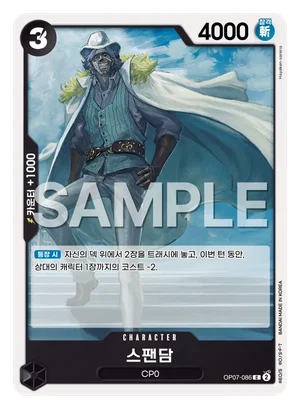 3
4000
참격
斬
카운터 +1000
SAMPLE
등장 시 자신의 덱 위에서 2장을 트래시에 놓고, 이번 턴 동안,
상대의 캐릭터 1장까지의 코스트 -2.
CHARACTER
스팬담
CP0
OP07-086 C 2
BANDAI MADE IN KOREA